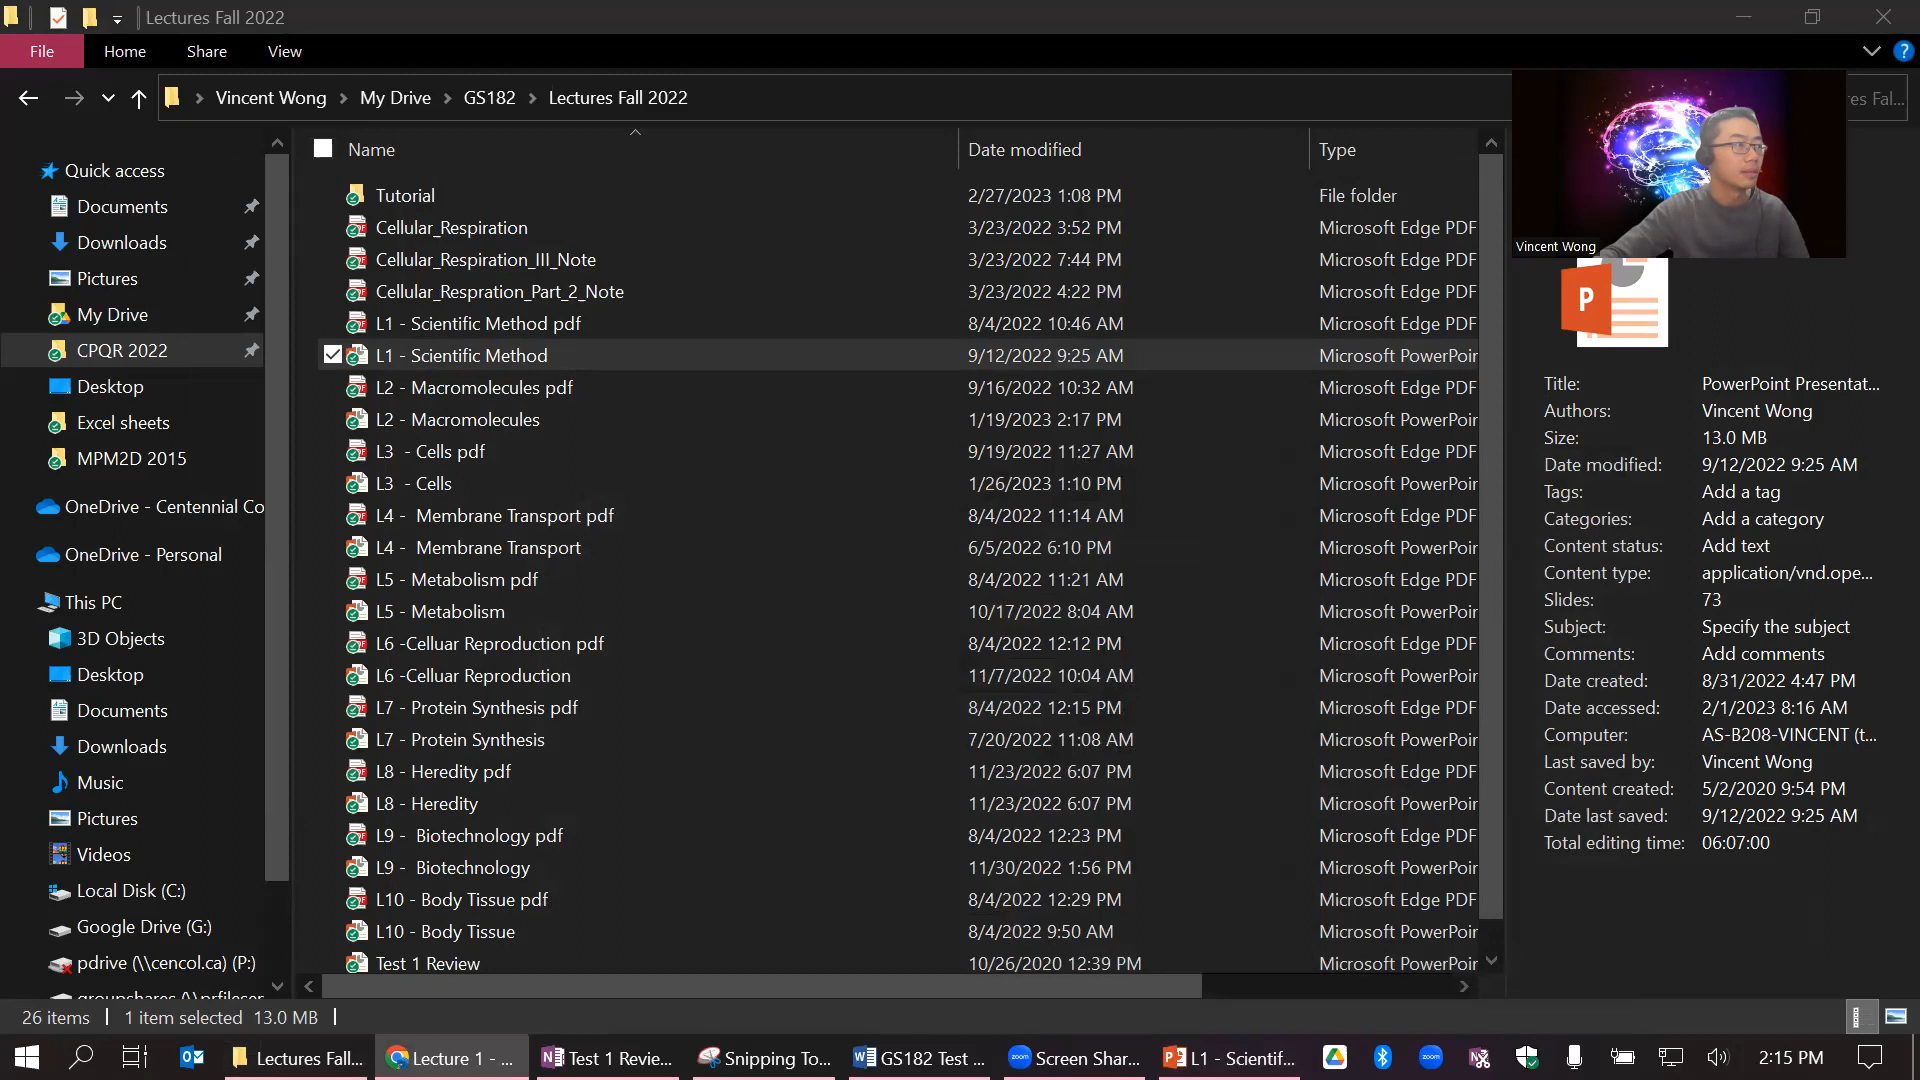 Lectures Fall 2022
File Home Share View
Vincent Wong My Drive GS182 Lectures Fall 2022
Name Date modified Type
Quick access
Documents
Downloads
Pictures
My Drive
CPQR 2022
Desktop
Excel sheets
MPM2D 2015
OneDrive - Centennial Co
OneDrive - Personal
This PC
3D Objects
Desktop
Documents
Downloads
Music
Pictures
Videos
Local Disk (C:)
Google Drive (G:)
pdrive (\\cencol.ca) (P:)
Tutorial 2/27/2023 1:08 PM File folder
Cellular_Respiration 3/23/2022 3:52 PM Microsoft Edge PDF
Cellular_Respiration_III_Note 3/23/2022 7:44 PM Microsoft Edge PDF
Cellular_Respration_Part_2_Note 3/23/2022 4:22 PM Microsoft Edge PDF
L1 - Scientific Method pdf 8/4/2022 10:46 AM Microsoft Edge PDF
L1 - Scientific Method 9/12/2022 9:25 AM Microsoft PowerPoin
L2 - Macromolecules pdf 9/16/2022 10:32 AM Microsoft Edge PDF
L2 - Macromolecules 1/19/2023 2:17 PM Microsoft PowerPoin
L3 - Cells pdf 9/19/2022 11:27 AM Microsoft Edge PDF
L3 - Cells 1/26/2023 1:10 PM Microsoft PowerPoin
L4 - Membrane Transport pdf 8/4/2022 11:14 AM Microsoft Edge PDF
L4 - Membrane Transport 6/5/2022 6:10 PM Microsoft PowerPoin
L5 - Metabolism pdf 8/4/2022 11:21 AM Microsoft Edge PDF
L5 - Metabolism 10/17/2022 8:04 AM Microsoft PowerPoin
L6 -Celluar Reproduction pdf 8/4/2022 12:12 PM Microsoft Edge PDF
L6 -Celluar Reproduction 11/7/2022 10:04 AM Microsoft PowerPoin
L7 - Protein Synthesis pdf 8/4/2022 12:15 PM Microsoft Edge PDF
L7 - Protein Synthesis 7/20/2022 11:08 AM Microsoft PowerPoin
L8 - Heredity pdf 11/23/2022 6:07 PM Microsoft Edge PDF
L8 - Heredity 11/23/2022 6:07 PM Microsoft PowerPoin
L9 - Biotechnology pdf 8/4/2022 12:23 PM Microsoft Edge PDF
L9 - Biotechnology 11/30/2022 1:56 PM Microsoft PowerPoin
L10 - Body Tissue pdf 8/4/2022 12:29 PM Microsoft Edge PDF
L10 - Body Tissue 8/4/2022 9:50 AM Microsoft PowerPoin
Test 1 Review 10/26/2020 12:39 PM Microsoft PowerPoin
Vincent Wong
P
Title: PowerPoint Presentat...
Authors: Vincent Wong
Size: 13.0 MB
Date modified: 9/12/2022 9:25 AM
Tags: Add a tag
Categories: Add a category
Content status: Add text
Content type: application/vnd.ope...
Slides: 73
Subject: Specify the subject
Comments: Add comments
Date created: 8/31/2022 4:47 PM
Date accessed: 2/1/2023 8:16 AM
Computer: AS-B208-VINCENT (t...
Last saved by: Vincent Wong
Content created: 5/2/2020 9:54 PM
Date last saved: 9/12/2022 9:25 AM
Total editing time: 06:07:00
26 items 1 item selected 13.0 MB
Lectures Fall... Lecture 1 - ... Test 1 Revie... Snipping To... GS182 Test ... Screen Shar... L1 - Scientif... 2:15 PM